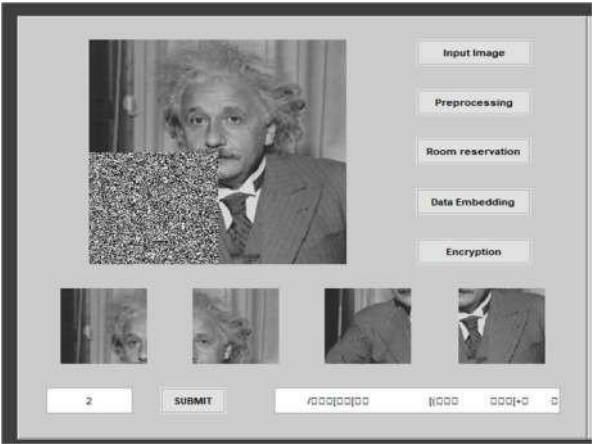 Input Image
Preprocessing
Room reservation
Data Embedding
Encryption
2 SUBMIT